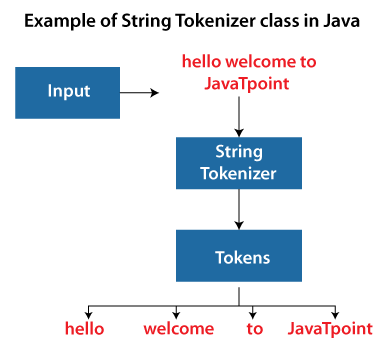 Example of String Tokenizer class in Java
Input
hello welcome to
JavaTpoint
String
Tokenizer
Tokens
hello welcome to JavaTpoint